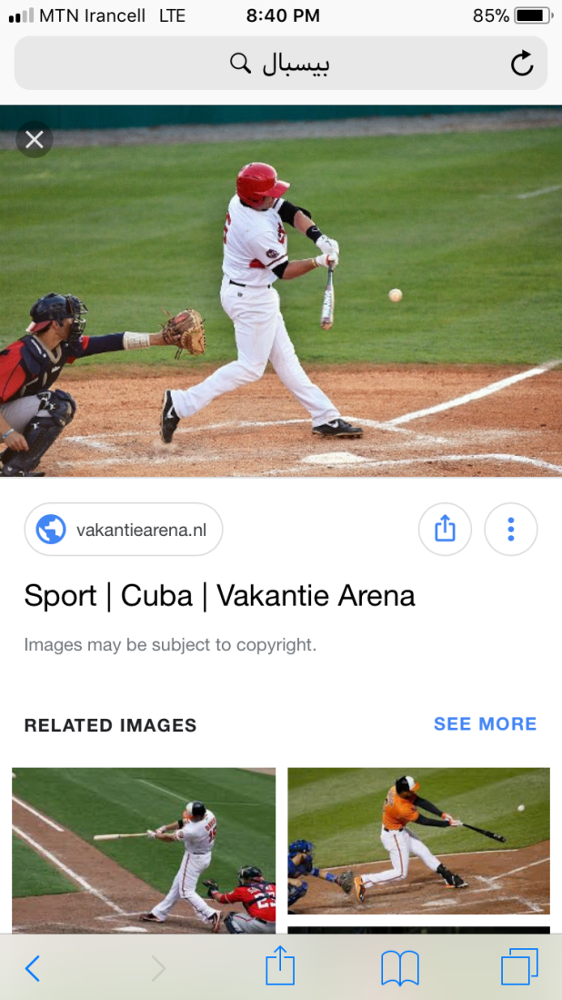 MTN Irancell LTE 8:40 PM 85%
بیسبال
vakantiearena.nl
Sport | Cuba | Vakantie Arena
Images may be subject to copyright.
RELATED IMAGES SEE MORE